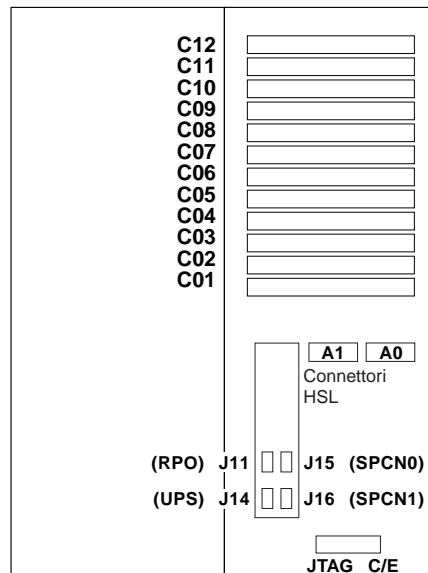 C12
C11
C10
C09
C08
C07
C06
C05
C04
C03
C02
C01
A1 A0
Connettori
HSL
(RPO) J11 J15 (SPCN0)
(UPS) J14 J16 (SPCN1)
JTAG C/E